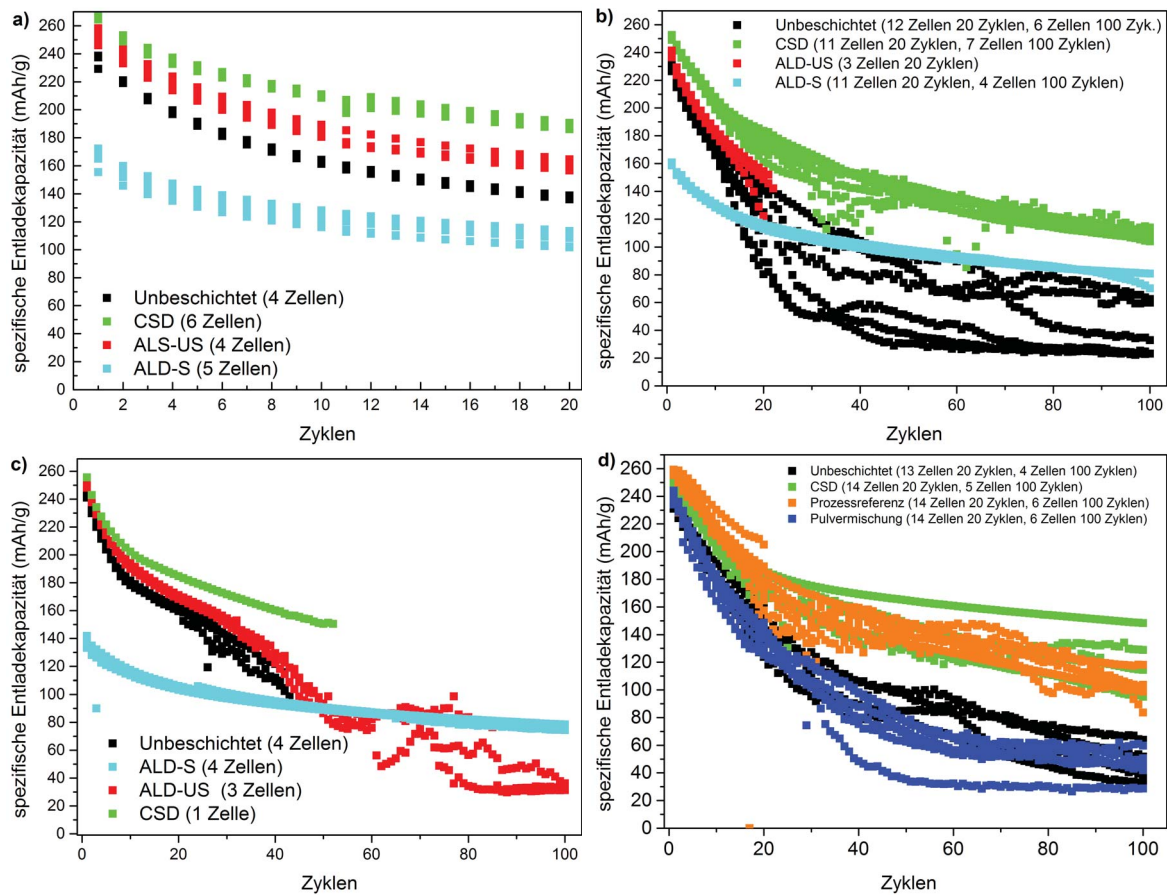 a)
spezifische Entladekapazität (mAh/g)
260
240
220
200
180
160
140
120
100
80
60
40
20
0
Unbeschichtet (4 Zellen)
CSD (6 Zellen)
ALS-US (4 Zellen)
ALD-S (5 Zellen)
0 2 4 6 8 10 12 14 16 18 20
Zyklen
b)
spezifische Entladekapazität (mAh/g)
260
240
220
200
180
160
140
120
100
80
60
40
20
0
Unbeschichtet (12 Zellen 20 Zyklen, 6 Zellen 100 Zyk.)
CSD (11 Zellen 20 Zyklen, 7 Zellen 100 Zyklen)
ALD-US (3 Zellen 20 Zyklen)
ALD-S (11 Zellen 20 Zyklen, 4 Zellen 100 Zyklen)
0 20 40 60 80 100
Zyklen
c)
spezifische Entladekapazität (mAh/g)
260
240
220
200
180
160
140
120
100
80
60
40
20
0
Unbeschichtet (4 Zellen)
ALD-S (4 Zellen)
ALD-US (3 Zellen)
CSD (1 Zelle)
0 20 40 60 80 100
Zyklen
d)
spezifische Entladekapazität (mAh/g)
260
240
220
200
180
160
140
120
100
80
60
40
20
0
Unbeschichtet (13 Zellen 20 Zyklen, 4 Zellen 100 Zyklen)
CSD (14 Zellen 20 Zyklen, 5 Zellen 100 Zyklen)
Prozessreferenz (14 Zellen 20 Zyklen, 6 Zellen 100 Zyklen)
Pulvermischung (14 Zellen 20 Zyklen, 6 Zellen 100 Zyklen)
0 20 40 60 80 100
Zyklen